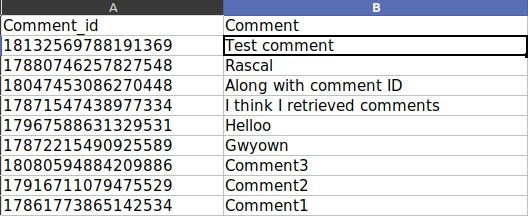 A B
Comment_id Comment
18132569788191369 Test comment
17880746257827548 Rascal
18047453086270448 Along with comment ID
17871547438977334 I think I retrieved comments
17967588631329531 Helloo
17872215490925589 Gwyown
18080594884209886 Comment3
17916711079475529 Comment2
17861773865142534 Comment1